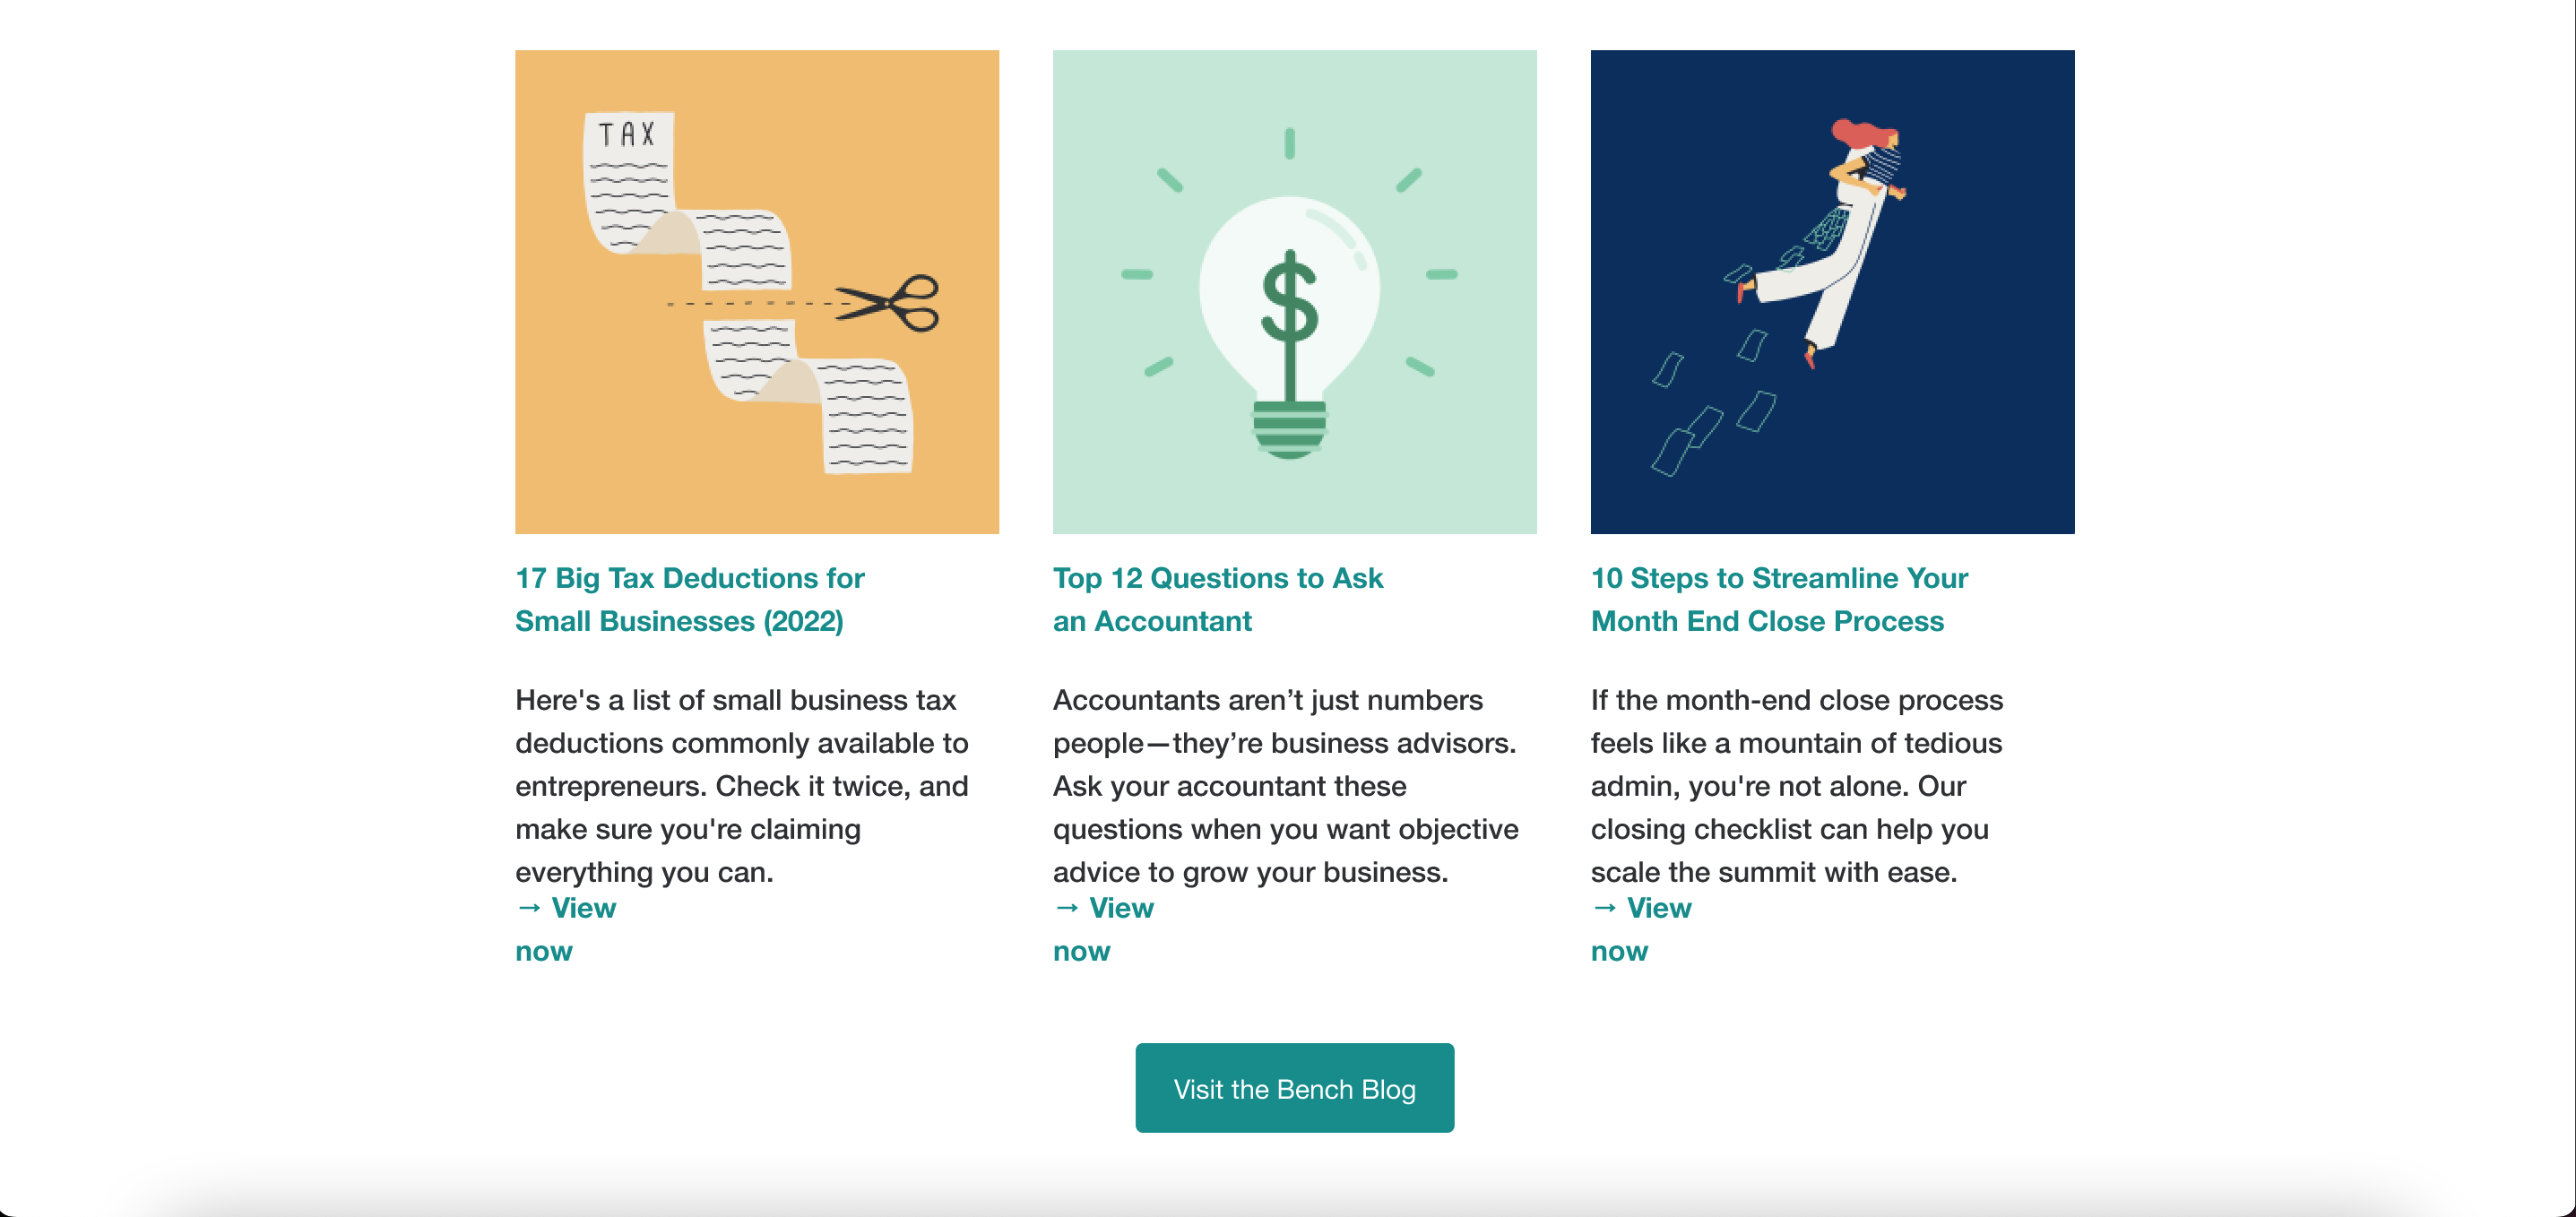 TAX
$
17 Big Tax Deductions for
Small Businesses (2022)
Here's a list of small business tax
deductions commonly available to
entrepreneurs. Check it twice, and
make sure you're claiming
everything you can.
→ View
now
Top 12 Questions to Ask
an Accountant
Accountants aren’t just numbers
people—they’re business advisors.
Ask your accountant these
questions when you want objective
advice to grow your business.
→ View
now
10 Steps to Streamline Your
Month End Close Process
If the month-end close process
feels like a mountain of tedious
admin, you're not alone. Our
closing checklist can help you
scale the summit with ease.
→ View
now
Visit the Bench Blog